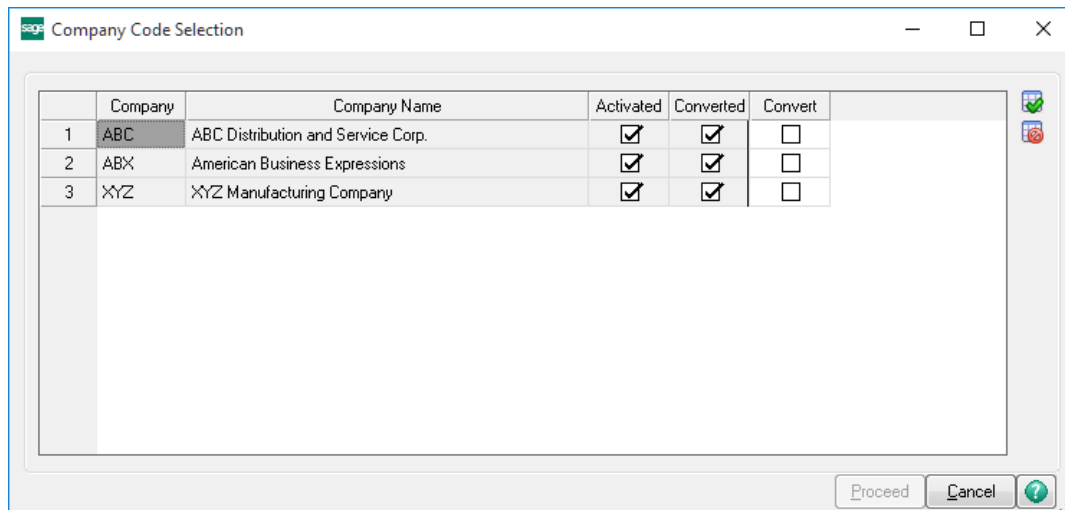 sage Company Code Selection
Company Company Name Activated Converted Convert
1 ABC ABC Distribution and Service Corp.
2 ABX American Business Expressions
3 XYZ XYZ Manufacturing Company
Proceed Cancel ?